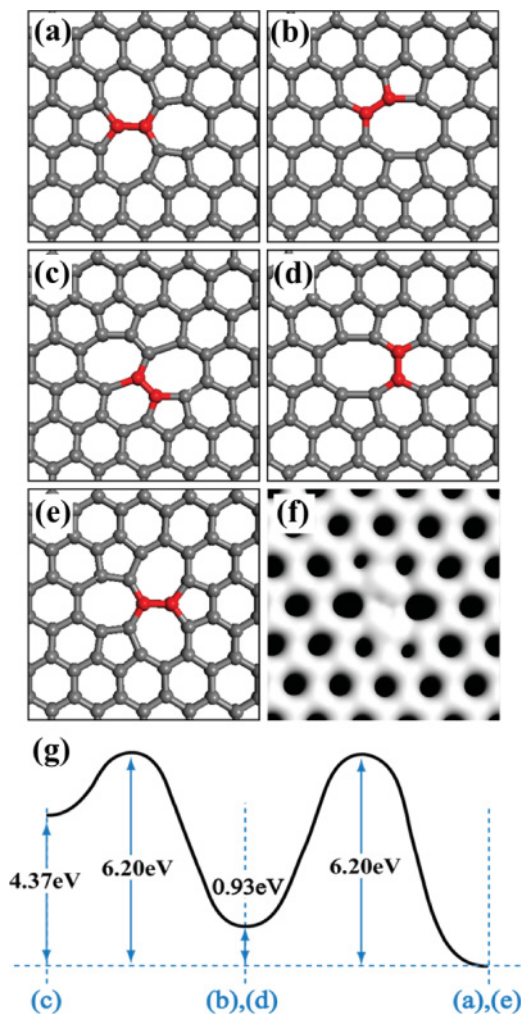 (a) (b)
(c) (d)
(e) (f)
(g)
4.37eV 6.20eV 0.93eV 6.20eV
(c) (b),(d) (a),(e)